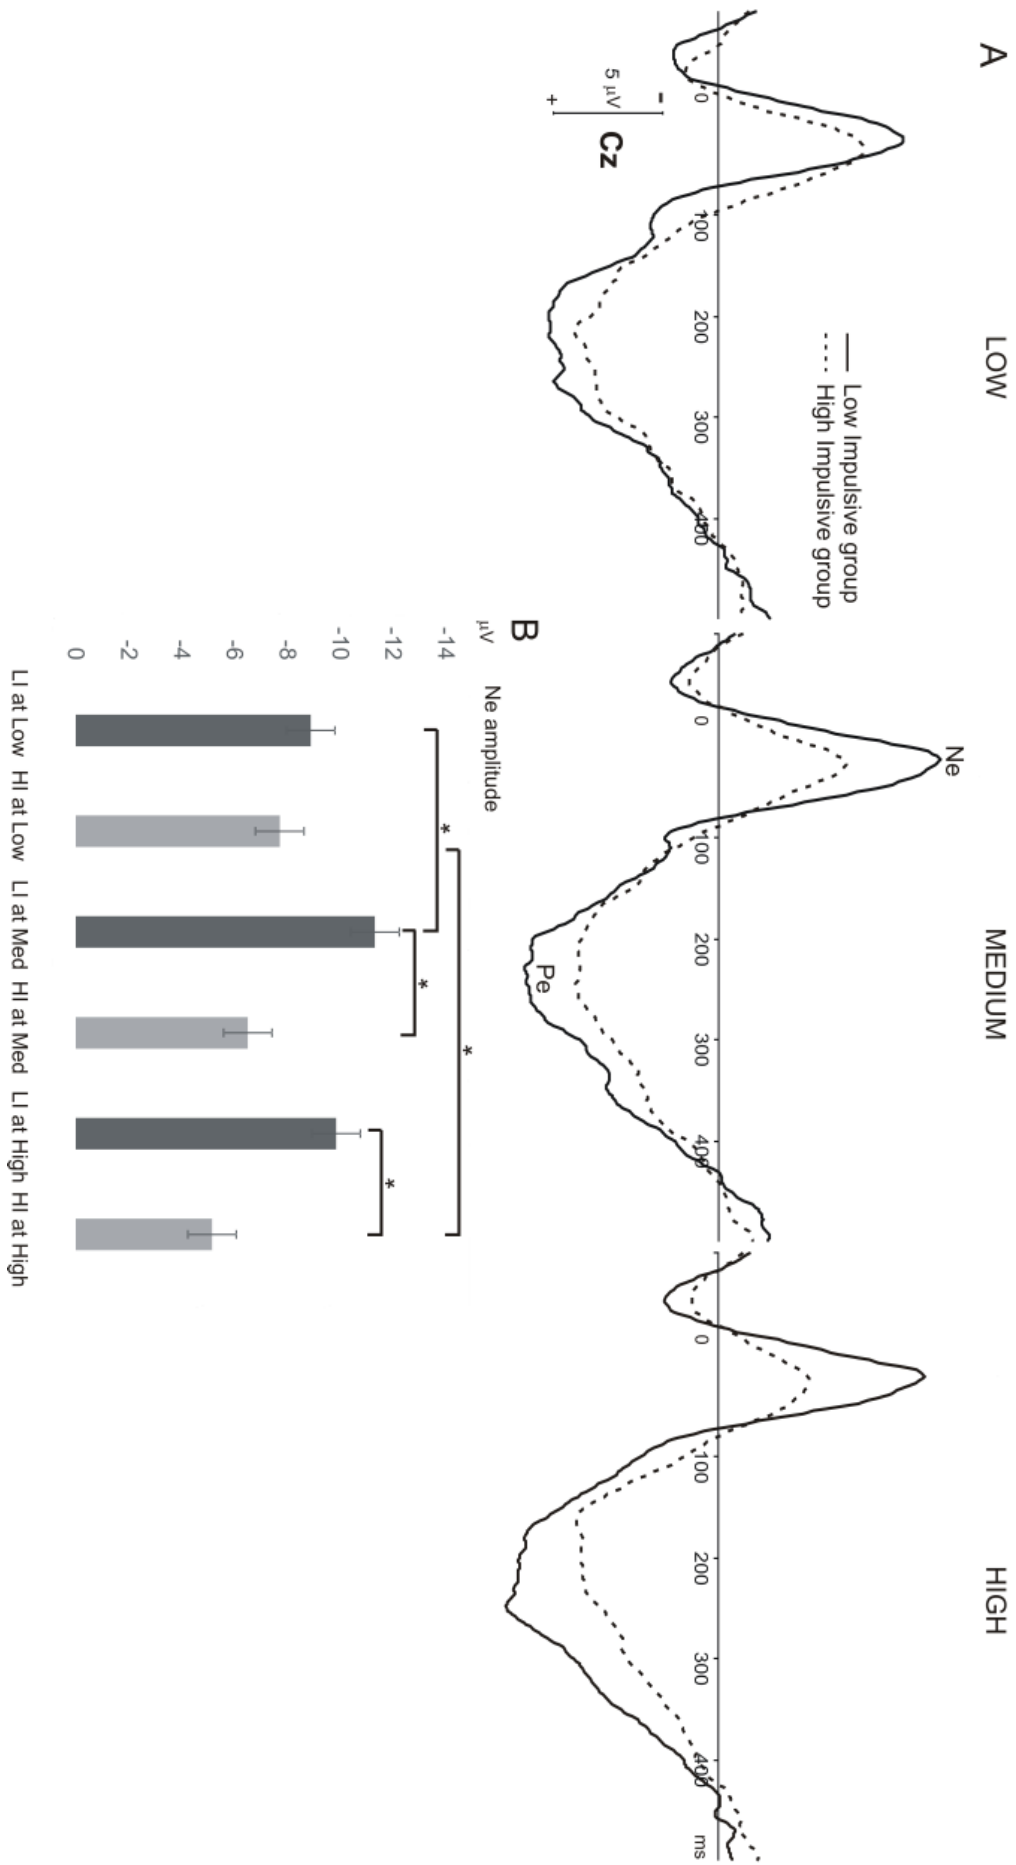 A
LOW
MEDIUM
HIGH
Low Impulsive group
High Impulsive group
Ne
0
100
200
300
400
0
100
200
300
400
0
100
200
300
400
ms
-
5 µV
+
Cz
Pe
B
µV
Ne amplitude
-14
-12
-10
-8
-6
-4
-2
0
*
*
*
*
LI at Low HI at Low LI at Med HI at Med LI at High HI at High